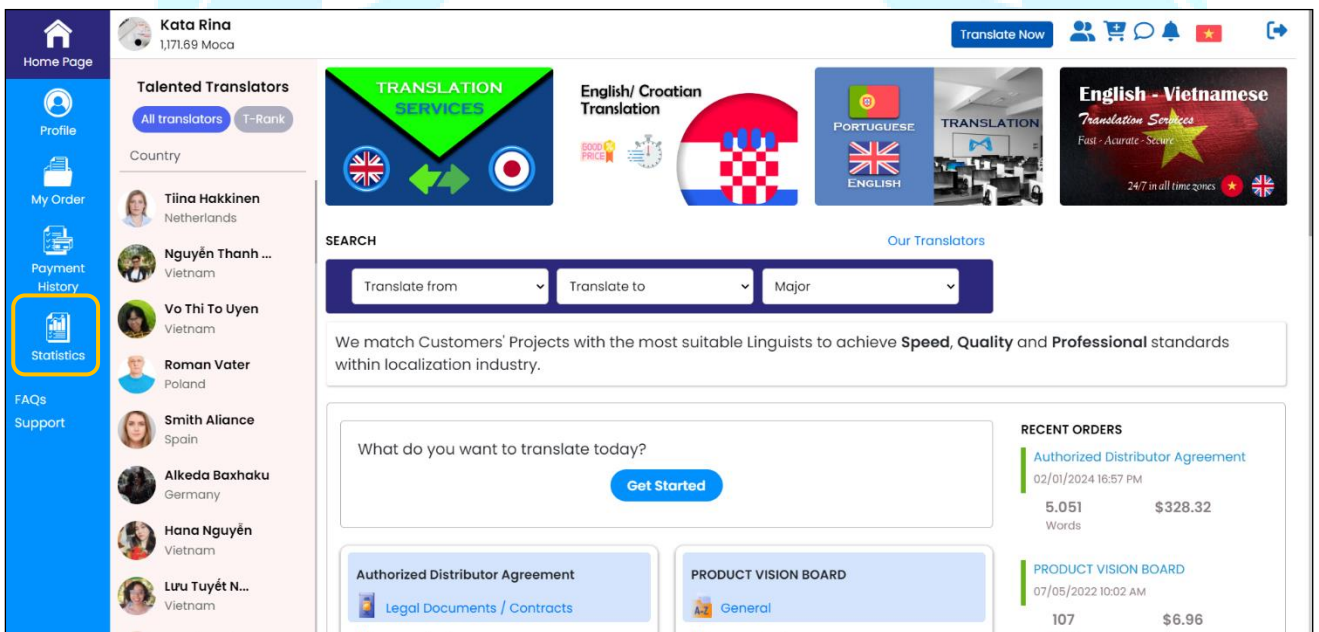 Home Page
Profile
My Order
Payment
History
Statistics
FAQs
Support
Kata Rina
1,171.69 Moca
Translate Now
Talented Translators
All translators
T-Rank
Country
Tiina Hakkinen
Netherlands
Nguyễn Thanh ...
Vietnam
Vo Thi To Uyen
Vietnam
Roman Vater
Poland
Smith Aliance
Spain
Alkeda Baxhaku
Germany
Hana Nguyễn
Vietnam
Lưu Tuyết N...
Vietnam
TRANSLATION
SERVICES
English/ Croatian
Translation
GOOD
PRICE
PORTUGUESE
ENGLISH
TRANSLATION
English - Vietnamese
Translation Services
Fast - Acurate - Secure
24/7 in all time zones
SEARCH
Our Translators
Translate from
Translate to
Major
We match Customers' Projects with the most suitable Linguists to achieve Speed, Quality and Professional standards
within localization industry.
What do you want to translate today?
Get Started
Authorized Distributor Agreement
Legal Documents / Contracts
PRODUCT VISION BOARD
A-Z
General
RECENT ORDERS
Authorized Distributor Agreement
02/01/2024 16:57 PM
5.051 $328.32
Words
PRODUCT VISION BOARD
07/05/2022 10:02 AM
107 $6.96